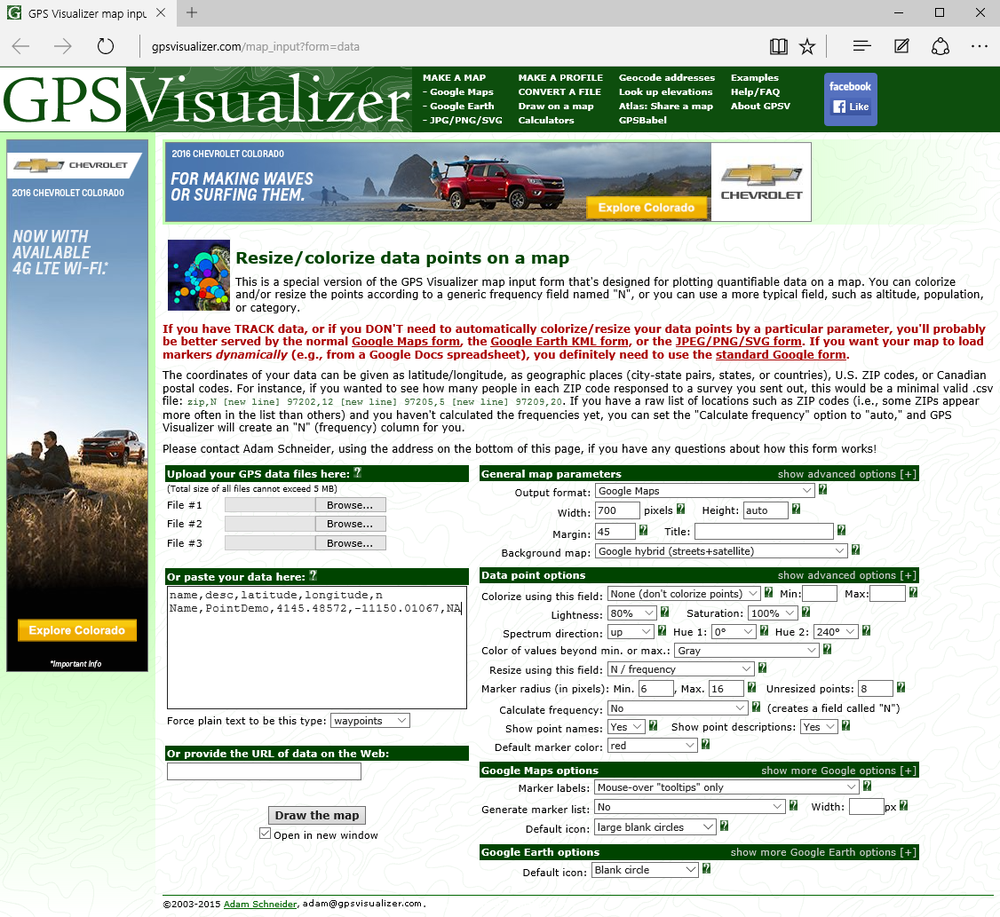 GPS Visualizer map inpu
gpsvisualizer.com/map_input?form=data
GPSVisualizer
MAKE A MAP
- Google Maps
- Google Earth
- JPG/PNG/SVG
MAKE A PROFILE
CONVERT A FILE
Draw on a map
Calculators
Geocode addresses
Look up elevations
Atlas: Share a map
GPSBabel
Examples
Help/FAQ
About GPSV
facebook
Like
CHEVROLET
2016 CHEVROLET COLORADO
NOW WITH
AVAILABLE
4G LTE WI-FI.*
Explore Colorado
*Important Info
2016 CHEVROLET COLORADO
FOR MAKING WAVES
OR SURFING THEM.
Explore Colorado
CHEVROLET
Resize/colorize data points on a map
This is a special version of the GPS Visualizer map input form that's designed for plotting quantifiable data on a map. You can colorize
and/or resize the points according to a generic frequency field named "N", or you can use a more typical field, such as altitude, population,
or category.
If you have TRACK data, or if you DON'T need to automatically colorize/resize your data points by a particular parameter, you'll probably
be better served by the normal Google Maps form, the Google Earth KML form, or the JPEG/PNG/SVG form. If you want your map to load
markers dynamically (e.g., from a Google Docs spreadsheet), you definitely need to use the standard Google form.
The coordinates of your data can be given as latitude/longitude, as geographic places (city-state pairs, states, or countries), U.S. ZIP codes, or Canadian
postal codes. For instance, if you wanted to see how many people in each ZIP code responsed to a survey you sent out, this would be a minimal valid .csv
file: zip,N [new line] 97202,12 [new line] 97205,5 [new line] 97209,20. If you have a raw list of locations such as ZIP codes (i.e., some ZIPs appear
more often in the list than others) and you haven't calculated the frequencies yet, you can set the "Calculate frequency" option to "auto," and GPS
Visualizer will create an "N" (frequency) column for you.
Please contact Adam Schneider, using the address on the bottom of this page, if you have any questions about how this form works!
Upload your GPS data files here: ?
(Total size of all files cannot exceed 5 MB)
File #1 Browse...
File #2 Browse...
File #3 Browse...
Or paste your data here: ?
name,desc,latitude,longitude,n
Name,PointDemo,4145.48572,-11150.01067,NA
Force plain text to be this type: waypoints
Or provide the URL of data on the Web:
Draw the map
Open in new window
General map parameters show advanced options [+]
Output format: Google Maps ?
Width: 700 pixels ? Height: auto ?
Margin: 45 ? Title: ?
Background map: Google hybrid (streets+satellite) ?
Data point options show advanced options [+]
Colorize using this field: None (don't colorize points) ? Min: Max: ?
Lightness: 80% ? Saturation: 100% ?
Spectrum direction: up ? Hue 1: 0° ? Hue 2: 240° ?
Color of values beyond min. or max.: Gray ?
Resize using this field: N / frequency ?
Marker radius (in pixels): Min. 6 , Max. 16 ? Unresized points: 8 ?
Calculate frequency: No ? (creates a field called "N")
Show point names: Yes ? Show point descriptions: Yes ?
Default marker color: red ?
Google Maps options show more Google options [+]
Marker labels: Mouse-over "tooltips" only ?
Generate marker list: No ? Width: px ?
Default icon: large blank circles ?
Google Earth options show more Google Earth options [+]
Default icon: Blank circle ?
©2003-2015 Adam Schneider, adam@gpsvisualizer.com.